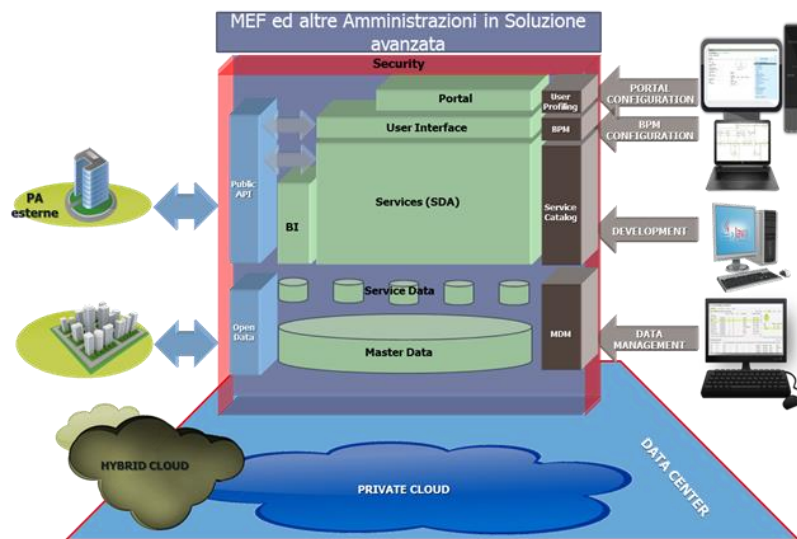 MEF ed altre Amministrazioni in Soluzione
avanzata
Security
Portal
User
Profiling
PORTAL
CONFIGURATION
User Interface
BPM
BPM
CONFIGURATION
PA
esterne
Public
API
BI
Services (SDA)
Service
Catalog
DEVELOPMENT
Service Data
Open
Data
Master Data
MDM
DATA
MANAGEMENT
HYBRID CLOUD
PRIVATE CLOUD
DATA CENTER